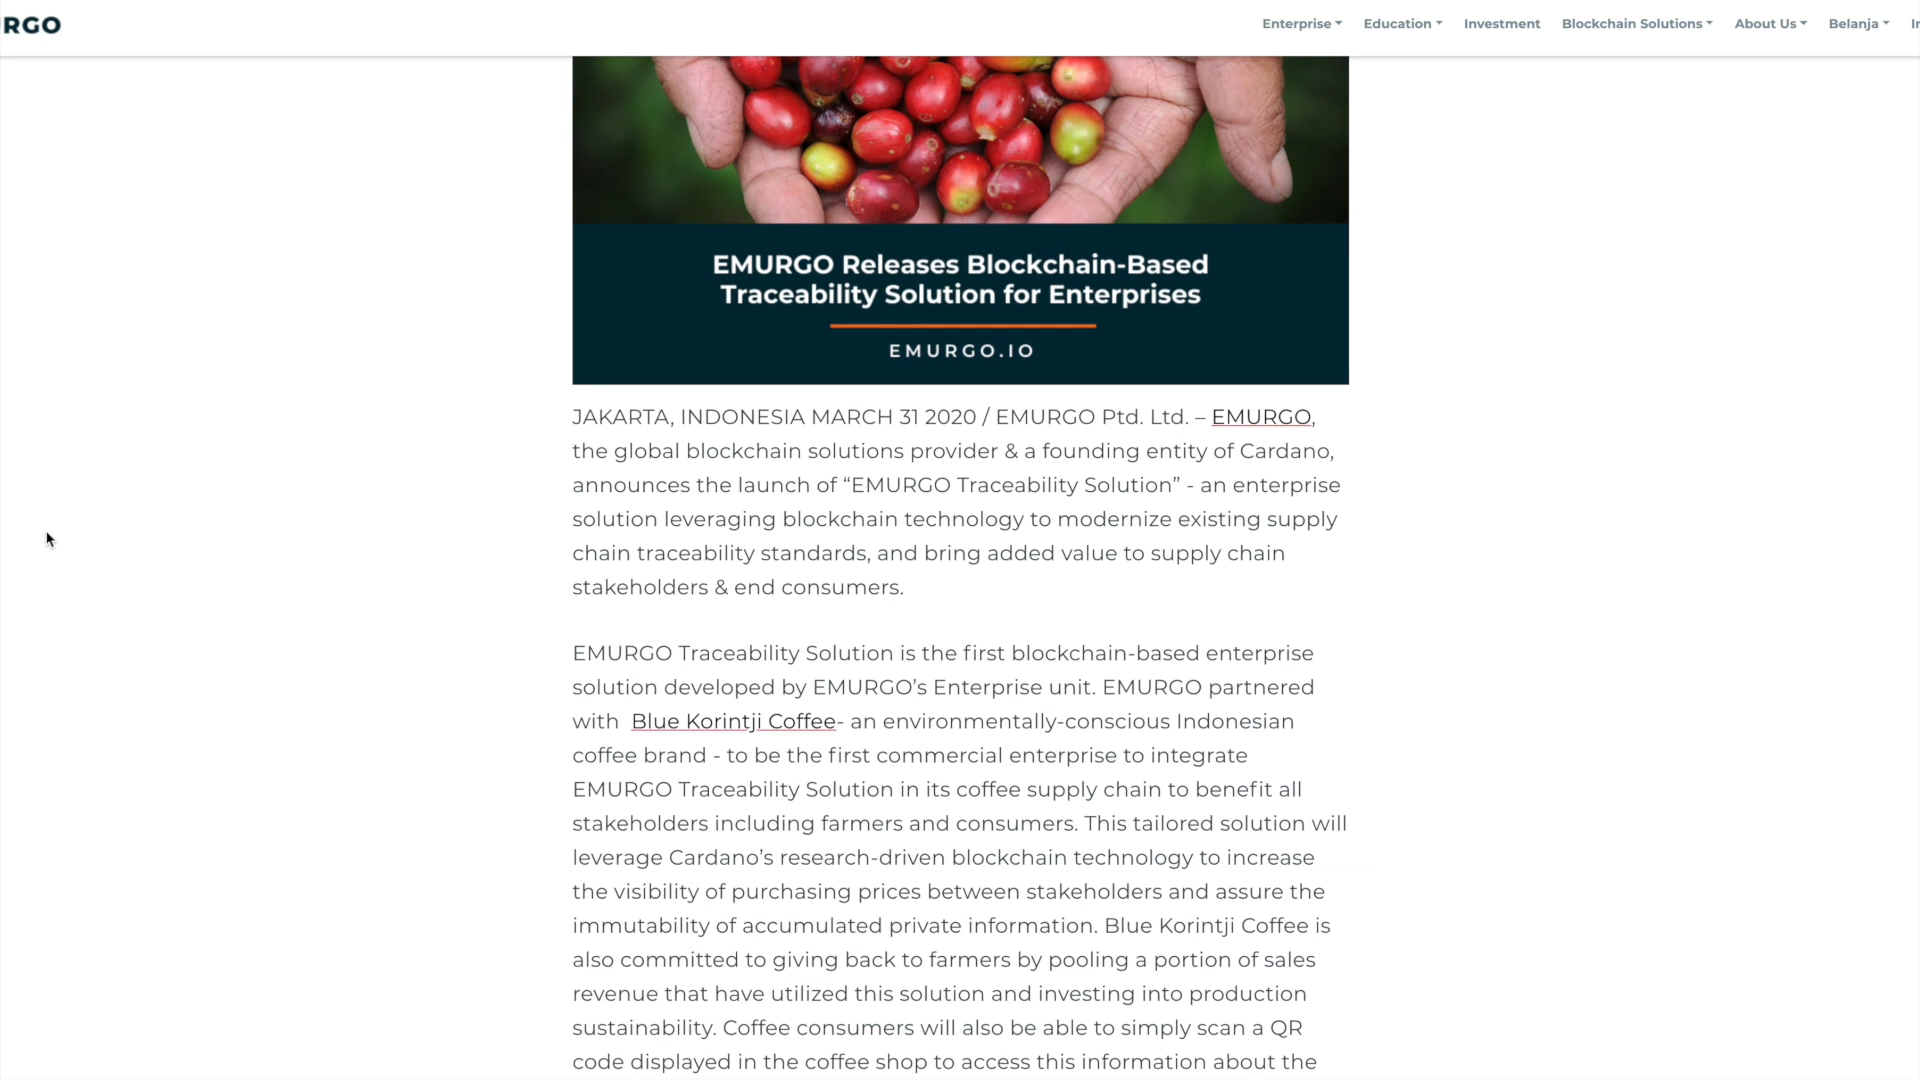 RGO
Enterprise
Education
Investment
Blockchain Solutions
About Us
Belanja
EMURGO Releases Blockchain-Based
Traceability Solution for Enterprises
EMURGO.IO
JAKARTA, INDONESIA MARCH 31 2020 / EMURGO Ptd. Ltd. – EMURGO,
the global blockchain solutions provider & a founding entity of Cardano,
announces the launch of “EMURGO Traceability Solution” - an enterprise
solution leveraging blockchain technology to modernize existing supply
chain traceability standards, and bring added value to supply chain
stakeholders & end consumers.
EMURGO Traceability Solution is the first blockchain-based enterprise
solution developed by EMURGO’s Enterprise unit. EMURGO partnered
with Blue Korintji Coffee- an environmentally-conscious Indonesian
coffee brand - to be the first commercial enterprise to integrate
EMURGO Traceability Solution in its coffee supply chain to benefit all
stakeholders including farmers and consumers. This tailored solution will
leverage Cardano’s research-driven blockchain technology to increase
the visibility of purchasing prices between stakeholders and assure the
immutability of accumulated private information. Blue Korintji Coffee is
also committed to giving back to farmers by pooling a portion of sales
revenue that have utilized this solution and investing into production
sustainability. Coffee consumers will also be able to simply scan a QR
code displayed in the coffee shop to access this information about the